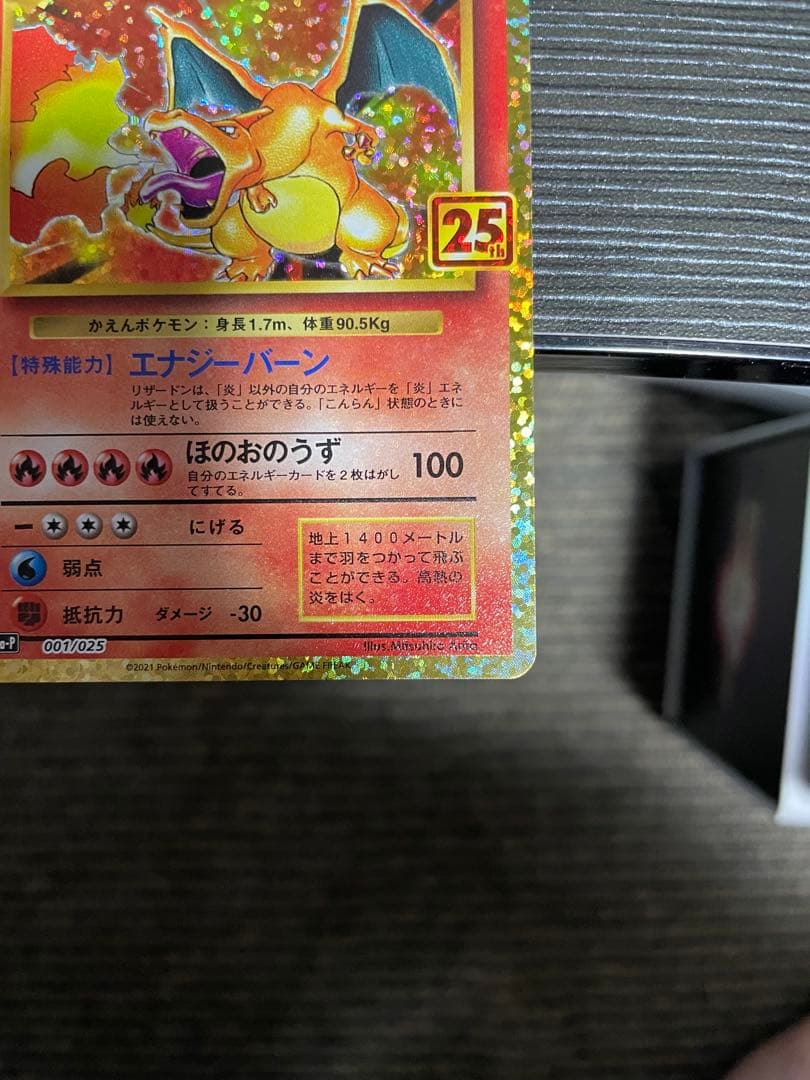 25th
かえんポケモン：身長1.7m、体重90.5Kg
【特殊能力】エナジーバーン
リザードンは、「炎」以外の自分のエネルギーを「炎」エネ
ルギーとして扱うことができる。「こんらん」状態のときに
は使えない。
ほのおのうず 100
自分のエネルギーカードを2枚はがし
てすてる。
にげる
弱点
抵抗力 ダメージ -30
地上1400メートル
まで羽をつかって飛ぶ
ことができる。高熱の
炎をはく。
a-P 001/025
Illus. Mitsuhiro Arita
©2021 Pokémon/Nintendo/Creatures/GAME FREAK